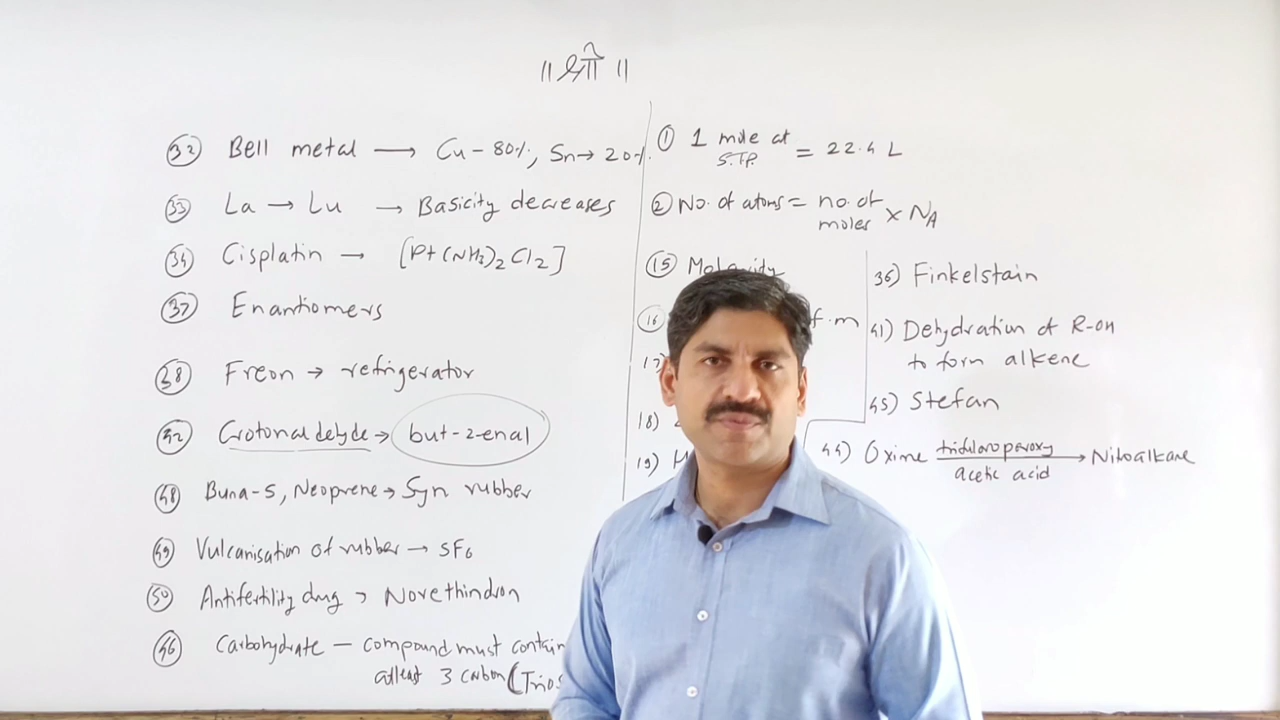 ॥ श्री ॥
32 Bell metal → Cu - 80%, Sn → 20%.
33 La → Lu → Basicity decreases
34 Cisplatin → [Pt(NH3)2Cl2]
37 Enantiomers
38 Freon → refrigerator
42 Crotonaldelyde → but-2-enal
48 Buna-S, Neoprene → Syn rubber
49 Vulcanisation of rubber → SF6
50 Antifertility drug → Norethindron
46 Carbohydrate — compound must contain
atleast 3 carbon (Trios
1 1 mole at = 22.4 L
S.T.P.
2 No. of atoms = no. of × NA
moles
15 Molarity
16 f.m
17)
18)
19) H
36) Finkelstain
41) Dehydration of R-OH
to form alkene
45) Stefan
44) Oxime → Nitoalkane
acetic acid